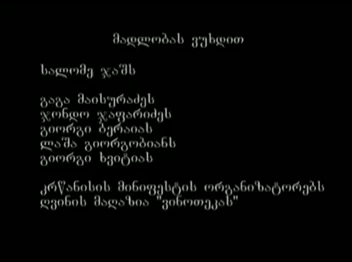 მადლობას ვუხდით
სალომე ჯაშს
გაგა მაისურაძეს
ჯონდო ჯაფარიძეს
გიორგი ბერაიას
ლაშა გიორგობიანს
გიორგი ხვიტიას
კრწანისის მინიფესტის ორგანიზატორებს
ღვინის მაღაზია "ვინოთეკას"